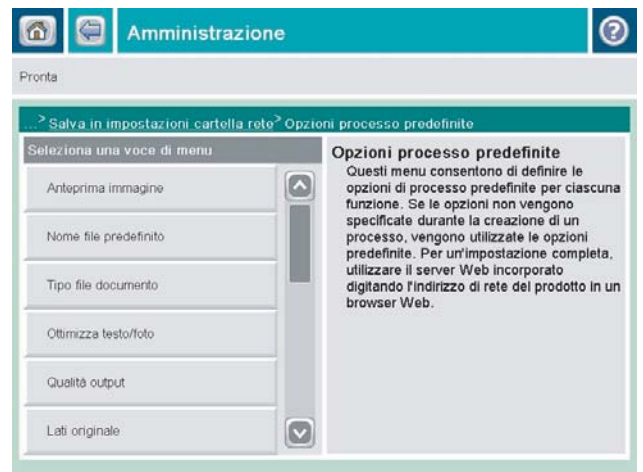 Amministrazione
Pronta
...> Salva in impostazioni cartella rete> Opzioni processo predefinite
Seleziona una voce di menu
Anteprima immagine
Nome file predefinito
Tipo file documento
Ottimizza testo/foto
Qualità output
Lati originale
Opzioni processo predefinite
Questi menu consentono di definire le
opzioni di processo predefinite per ciascuna
funzione. Se le opzioni non vengono
specificate durante la creazione di un
processo, vengono utilizzate le opzioni
predefinite. Per un'impostazione completa,
utilizzare il server Web incorporato
digitando l'indirizzo di rete del prodotto in un
browser Web.